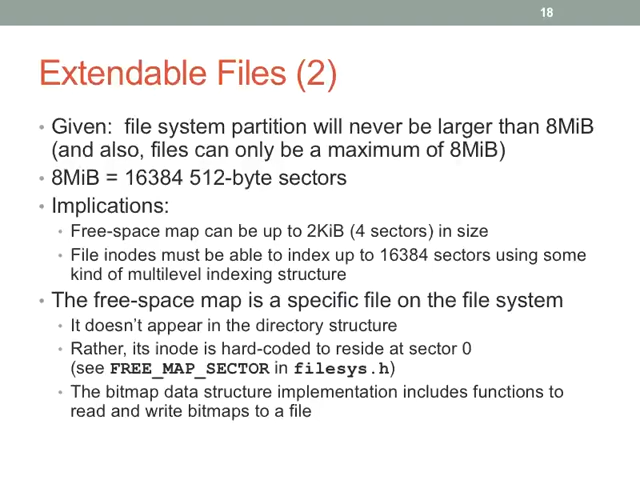 18
Extendable Files (2)
• Given: file system partition will never be larger than 8MiB
(and also, files can only be a maximum of 8MiB)
• 8MiB = 16384 512-byte sectors
• Implications:
• Free-space map can be up to 2KiB (4 sectors) in size
• File inodes must be able to index up to 16384 sectors using some
kind of multilevel indexing structure
• The free-space map is a specific file on the file system
• It doesn't appear in the directory structure
• Rather, its inode is hard-coded to reside at sector 0
(see FREE_MAP_SECTOR in filesys.h)
• The bitmap data structure implementation includes functions to
read and write bitmaps to a file